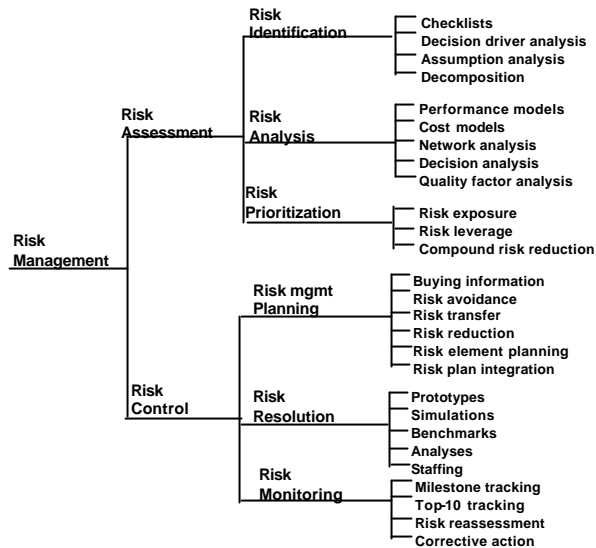 Risk
Identification
Checklists
Decision driver analysis
Assumption analysis
Decomposition
Risk
Assessment
Risk
Analysis
Performance models
Cost models
Network analysis
Decision analysis
Quality factor analysis
Risk
Prioritization
Risk exposure
Risk leverage
Compound risk reduction
Risk
Management
Risk mgmt
Planning
Buying information
Risk avoidance
Risk transfer
Risk reduction
Risk element planning
Risk plan integration
Risk
Control
Risk
Resolution
Prototypes
Simulations
Benchmarks
Analyses
Staffing
Risk
Monitoring
Milestone tracking
Top-10 tracking
Risk reassessment
Corrective action